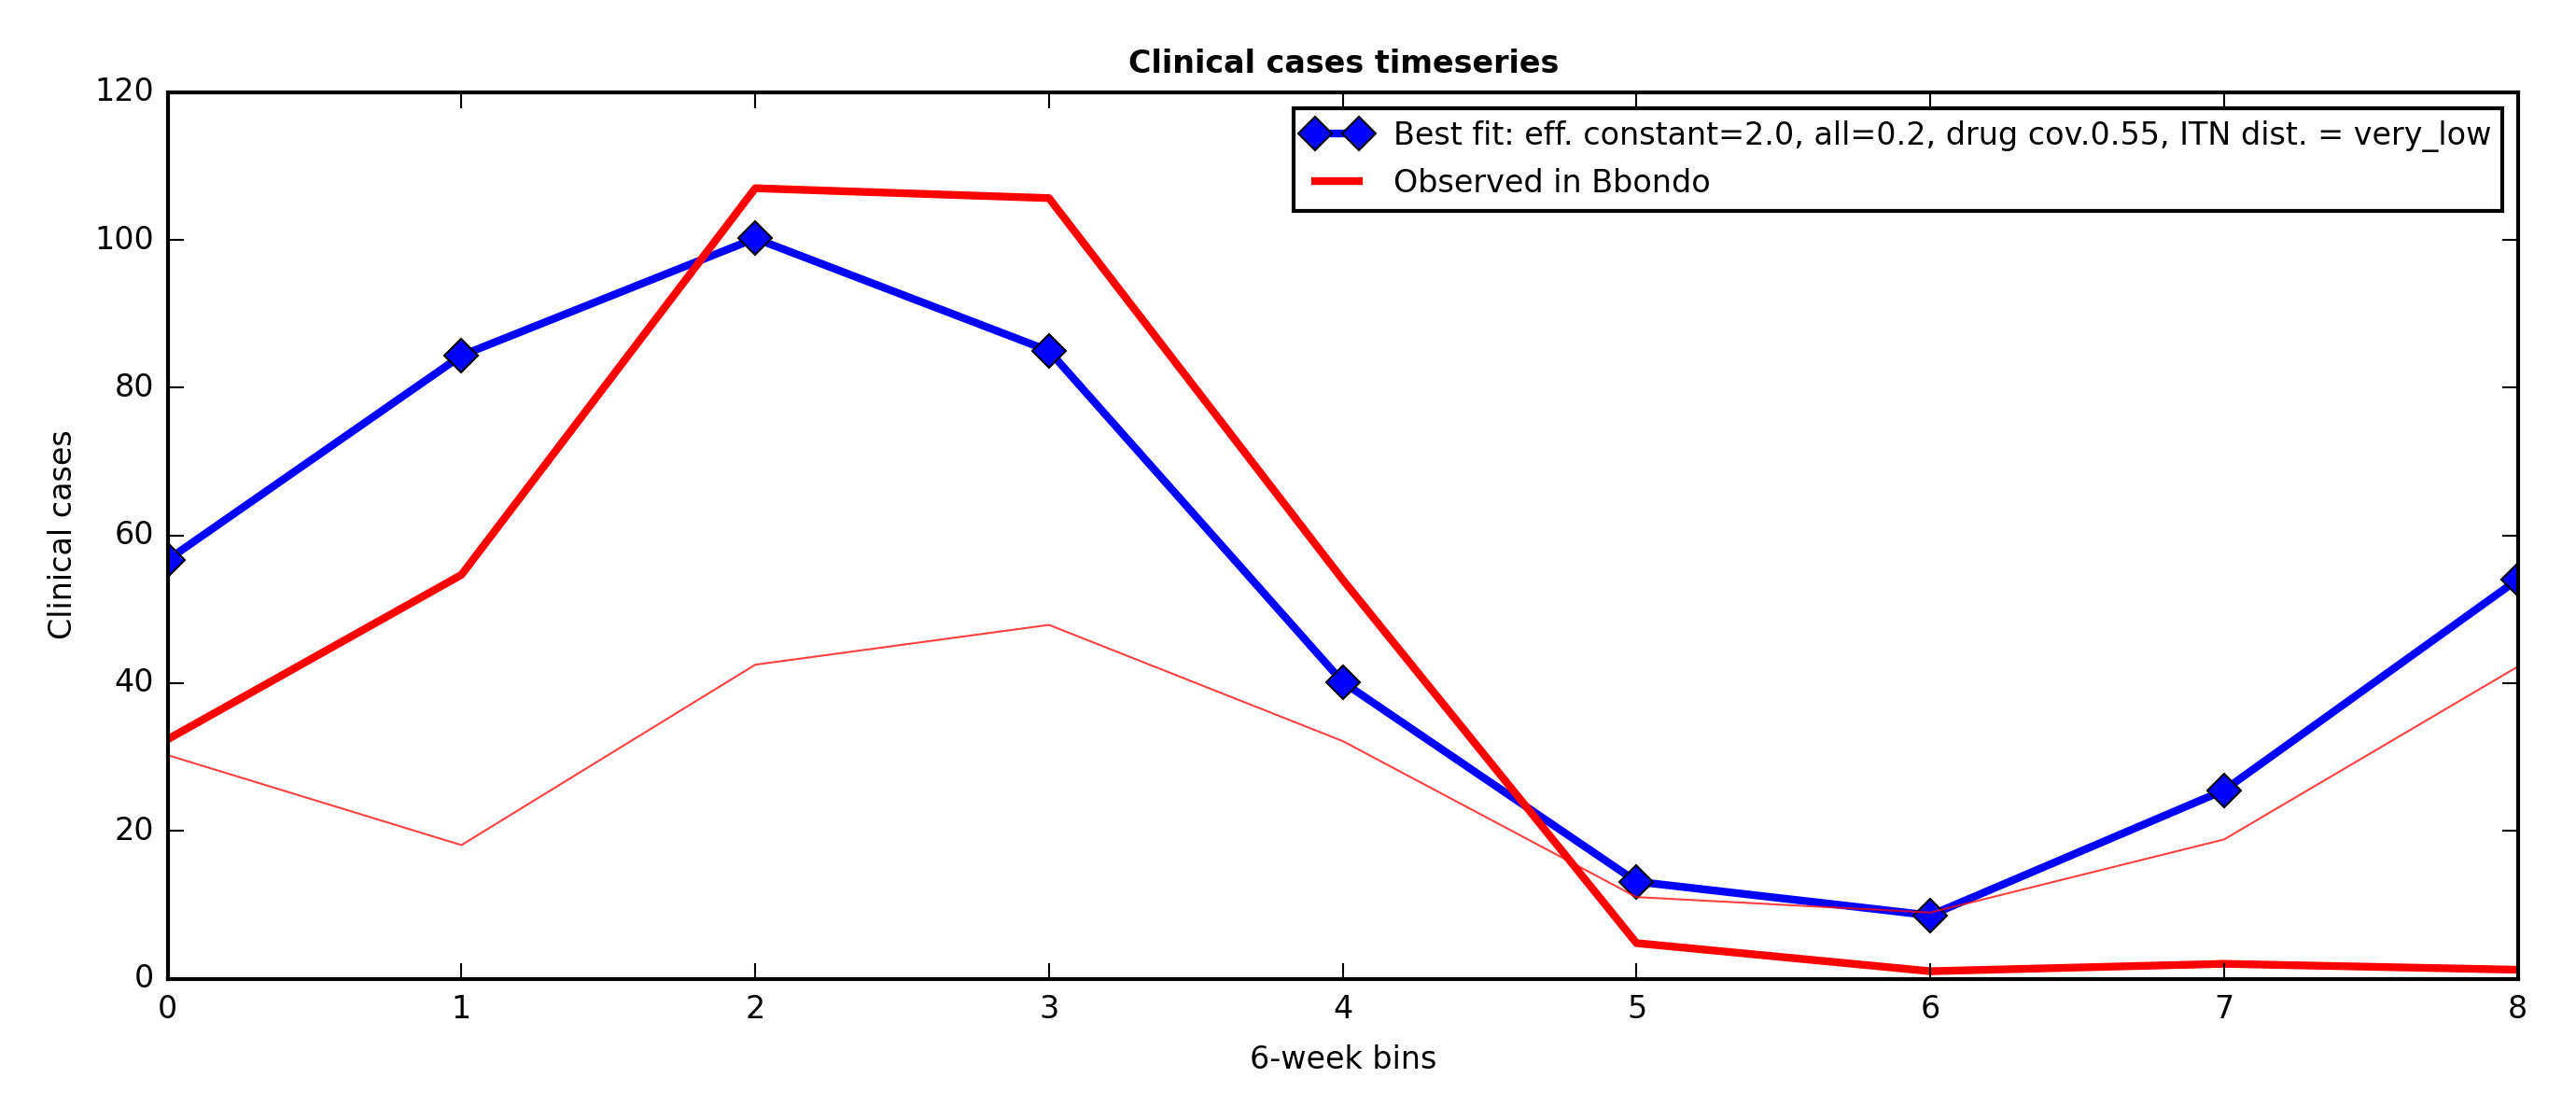 Clinical cases timeseries
120
100
80
60
40
20
0
Clinical cases
Best fit: eff. constant=2.0, all=0.2, drug cov.0.55, ITN dist. = very_low
Observed in Bbondo
0 1 2 3 4 5 6 7 8
6-week bins